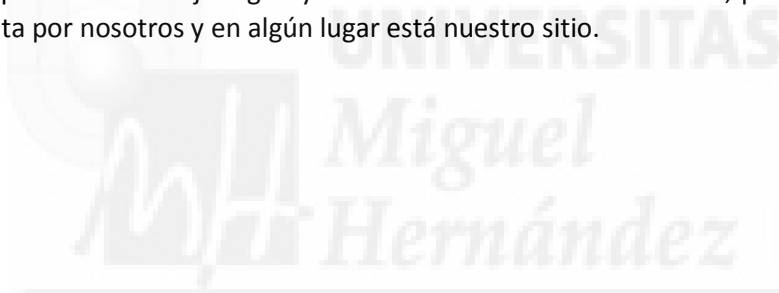 ta por nosotros y en algún lugar está nuestro sitio.
UNIVERSITAS
Miguel
Hernández